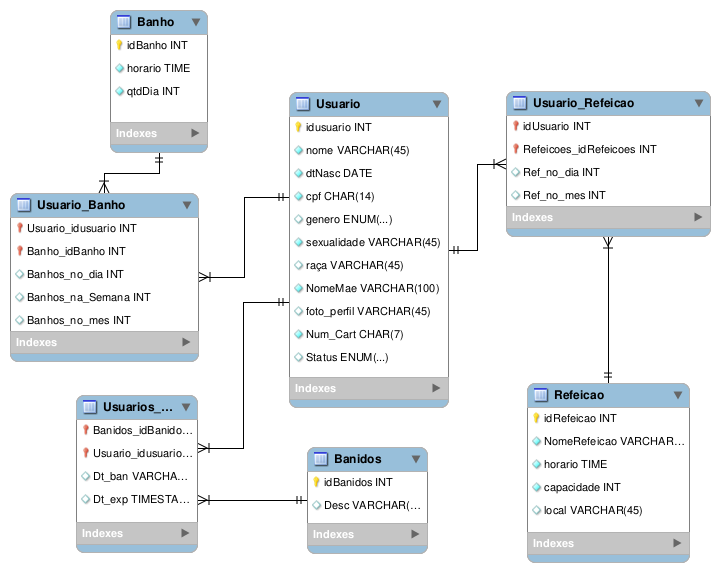 Banho
idBanho INT
horario TIME
qtdDia INT
Indexes
Usuario_Banho
Usuario_idusuario INT
Banho_idBanho INT
Banhos_no_dia INT
Banhos_na_Semana INT
Banhos_no_mes INT
Indexes
Usuario
idusuario INT
nome VARCHAR(45)
dtNasc DATE
cpf CHAR(14)
genero ENUM(...)
sexualidade VARCHAR(45)
raça VARCHAR(45)
NomeMae VARCHAR(100)
foto_perfil VARCHAR(45)
Num_Cart CHAR(7)
Status ENUM(...)
Indexes
Usuario_Refeicao
idUsuario INT
Refeicoes_idRefeicoes INT
Ref_no_dia INT
Ref_no_mes INT
Indexes
Usuarios_...
Banidos_idBanido...
Usuario_idusuario...
Dt_ban VARCHA...
Dt_exp TIMESTA...
Indexes
Banidos
idBanidos INT
Desc VARCHAR(...
Indexes
Refeicao
idRefeicao INT
NomeRefeicao VARCHAR...
horario TIME
capacidade INT
local VARCHAR(45)
Indexes